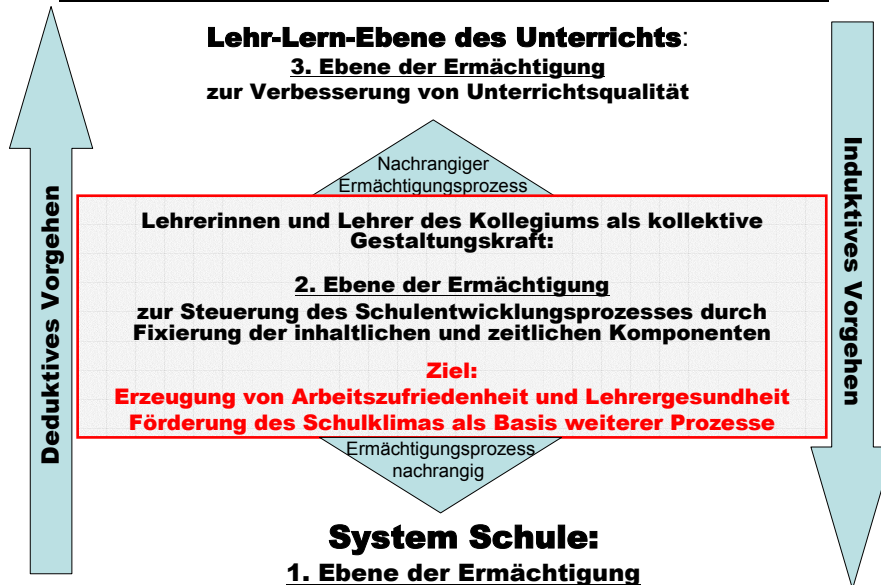 Lehr-Lern-Ebene des Unterrichts:
3. Ebene der Ermächtigung
zur Verbesserung von Unterrichtsqualität
Nachrangiger
Ermächtigungsprozess
Deduktives Vorgehen
Induktives Vorgehen
Lehrerinnen und Lehrer des Kollegiums als kollektive
Gestaltungskraft:
2. Ebene der Ermächtigung
zur Steuerung des Schulentwicklungsprozesses durch
Fixierung der inhaltlichen und zeitlichen Komponenten
Ziel:
Erzeugung von Arbeitszufriedenheit und Lehrergesundheit
Förderung des Schulklimas als Basis weiterer Prozesse
Ermächtigungsprozess
nachrangig
System Schule:
1. Ebene der Ermächtigung